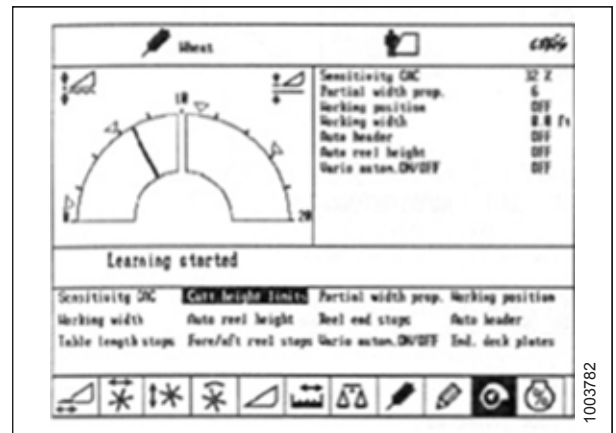 Wheat
CEBIS
Sensitivity CAC 32 %
Partial width prop. 6
Working position OFF
Working width 0.0 ft
Auto header OFF
Auto reel height OFF
Vario autom.ON/OFF OFF
10
0
20
Learning started
Sensitivity CAC Cutt.height limits Partial width prop. Working position
Working width Auto reel height Reel end stops Auto header
Table length stops Fore/aft reel stops Vario autom.ON/OFF End. deck plates
1003782